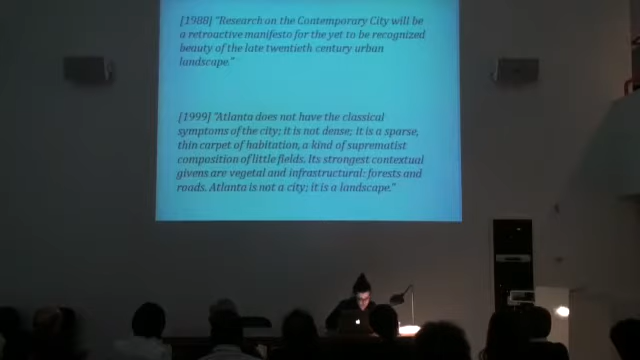 [1988] "Research on the Contemporary City will be
a retroactive manifesto for the yet to be recognized
beauty of the late twentieth century urban
landscape."
[1999] "Atlanta does not have the classical
symptoms of the city; it is not dense; it is a sparse,
thin carpet of habitation, a kind of suprematist
composition of little fields. Its strongest contextual
givens are vegetal and infrastructural: forests and
roads. Atlanta is not a city; it is a landscape."